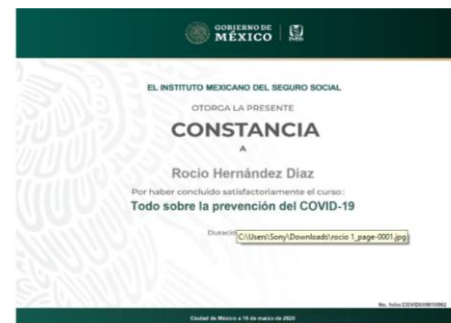 GOBIERNO DE
MÉXICO
IMSS
EL INSTITUTO MEXICANO DEL SEGURO SOCIAL
OTORGA LA PRESENTE
CONSTANCIA
A
Rocio Hernández Diaz
Por haber concluido satisfactoriamente el curso:
Todo sobre la prevención del COVID-19
C:\Users\Sony\Downloads\rocio 1_page-0001.jpg
Ciudad de México a 16 de marzo de 2020